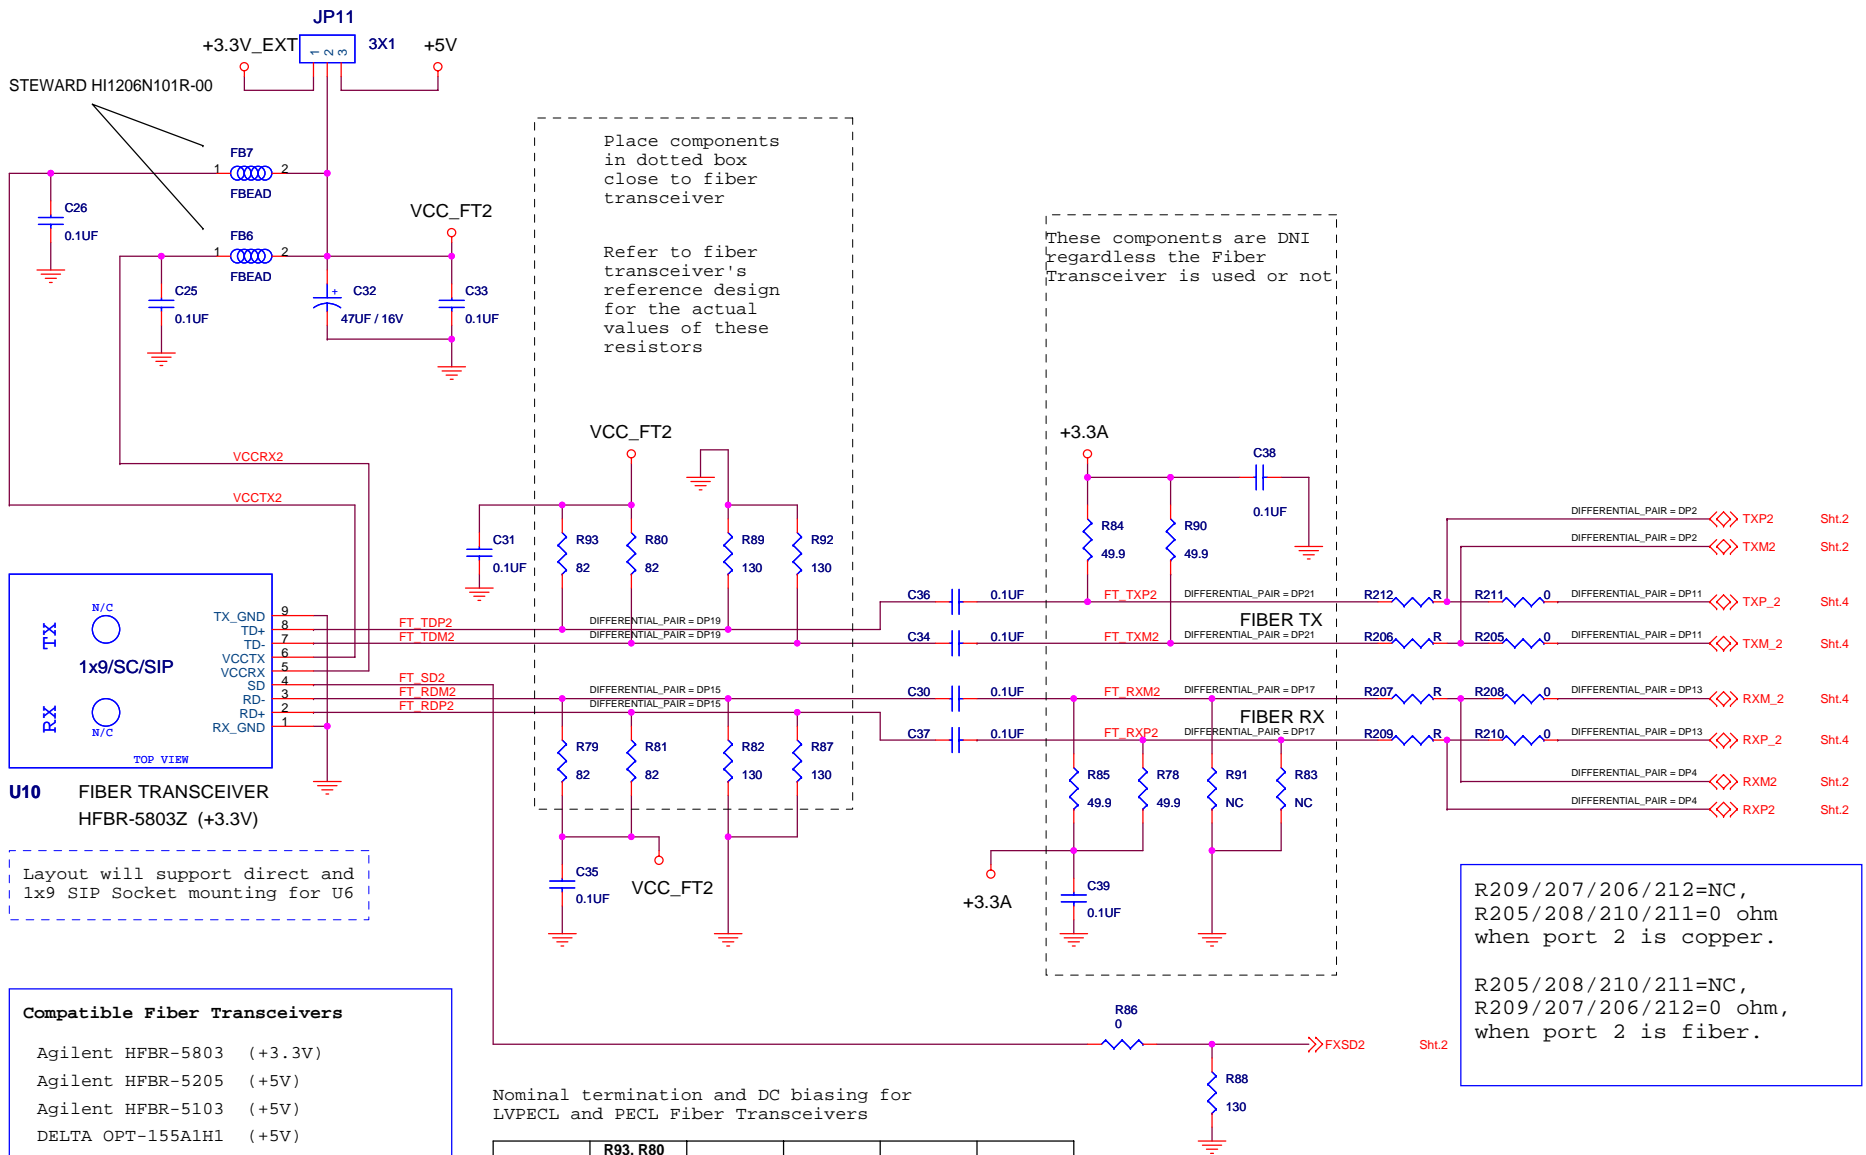 JP11
+3.3V_EXT
1 2 3
3X1
+5V
STEWARD HI1206N101R-00
FB7
1
2
FBEAD
C26
0.1UF
VCC_FT2
FB6
1
2
FBEAD
C25
0.1UF
+
C32
47UF / 16V
C33
0.1UF
Place components
in dotted box
close to fiber
transceiver
Refer to fiber
transceiver's
reference design
for the actual
values of these
resistors
These components are DNI
regardless the Fiber
Transceiver is used or not
VCC_FT2
+3.3A
C38
0.1UF
VCCRX2
VCCTX2
C31
0.1UF
R93
82
R80
82
R89
130
R92
130
R84
49.9
R90
49.9
DIFFERENTIAL_PAIR = DP2
TXP2
Sht.2
DIFFERENTIAL_PAIR = DP2
TXM2
Sht.2
N/C
TX
1x9/SC/SIP
RX
N/C
TOP VIEW
TX_GND
9
TD+
8
TD-
7
VCCTX
6
VCCRX
5
SD
4
RD-
3
RD+
2
RX_GND
1
FT_TDP2
DIFFERENTIAL_PAIR = DP19
FT_TDM2
DIFFERENTIAL_PAIR = DP19
FT_SD2
FT_RDM2
DIFFERENTIAL_PAIR = DP15
FT_RDP2
DIFFERENTIAL_PAIR = DP15
C36
0.1UF
FT_TXP2
DIFFERENTIAL_PAIR = DP21
R212
R
R211
0
DIFFERENTIAL_PAIR = DP11
TXP_2
Sht.4
FIBER TX
C34
0.1UF
FT_TXM2
DIFFERENTIAL_PAIR = DP21
R206
R
R205
0
DIFFERENTIAL_PAIR = DP11
TXM_2
Sht.4
C30
0.1UF
FT_RXM2
DIFFERENTIAL_PAIR = DP17
R207
R
R208
0
DIFFERENTIAL_PAIR = DP13
RXM_2
Sht.4
FIBER RX
C37
0.1UF
FT_RXP2
DIFFERENTIAL_PAIR = DP17
R209
R
R210
0
DIFFERENTIAL_PAIR = DP13
RXP_2
Sht.4
DIFFERENTIAL_PAIR = DP4
RXM2
Sht.2
DIFFERENTIAL_PAIR = DP4
RXP2
Sht.2
R79
82
R81
82
R82
130
R87
130
R85
49.9
R78
49.9
R91
NC
R83
NC
U10
FIBER TRANSCEIVER
HFBR-5803Z (+3.3V)
Layout will support direct and
1x9 SIP Socket mounting for U6
C35
0.1UF
VCC_FT2
+3.3A
C39
0.1UF
R209/207/206/212=NC,
R205/208/210/211=0 ohm
when port 2 is copper.
R205/208/210/211=NC,
R209/207/206/212=0 ohm,
when port 2 is fiber.
R86
0
FXSD2
Sht.2
R88
130
Compatible Fiber Transceivers
Agilent HFBR-5803 (+3.3V)
Agilent HFBR-5205 (+5V)
Agilent HFBR-5103 (+5V)
DELTA OPT-155A1H1 (+5V)
Nominal termination and DC biasing for
LVPECL and PECL Fiber Transceivers
R93, R80